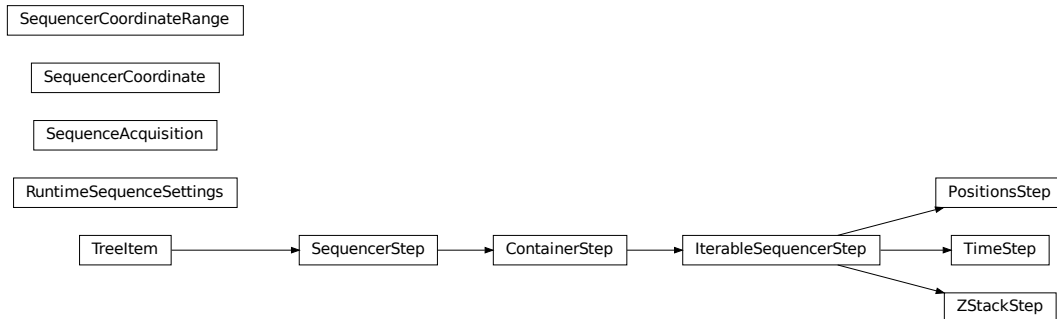 SequencerCoordinateRange
SequencerCoordinate
SequenceAcquisition
RuntimeSequenceSettings
PositionsStep
TreeItem
SequencerStep
ContainerStep
IterableSequencerStep
TimeStep
ZStackStep